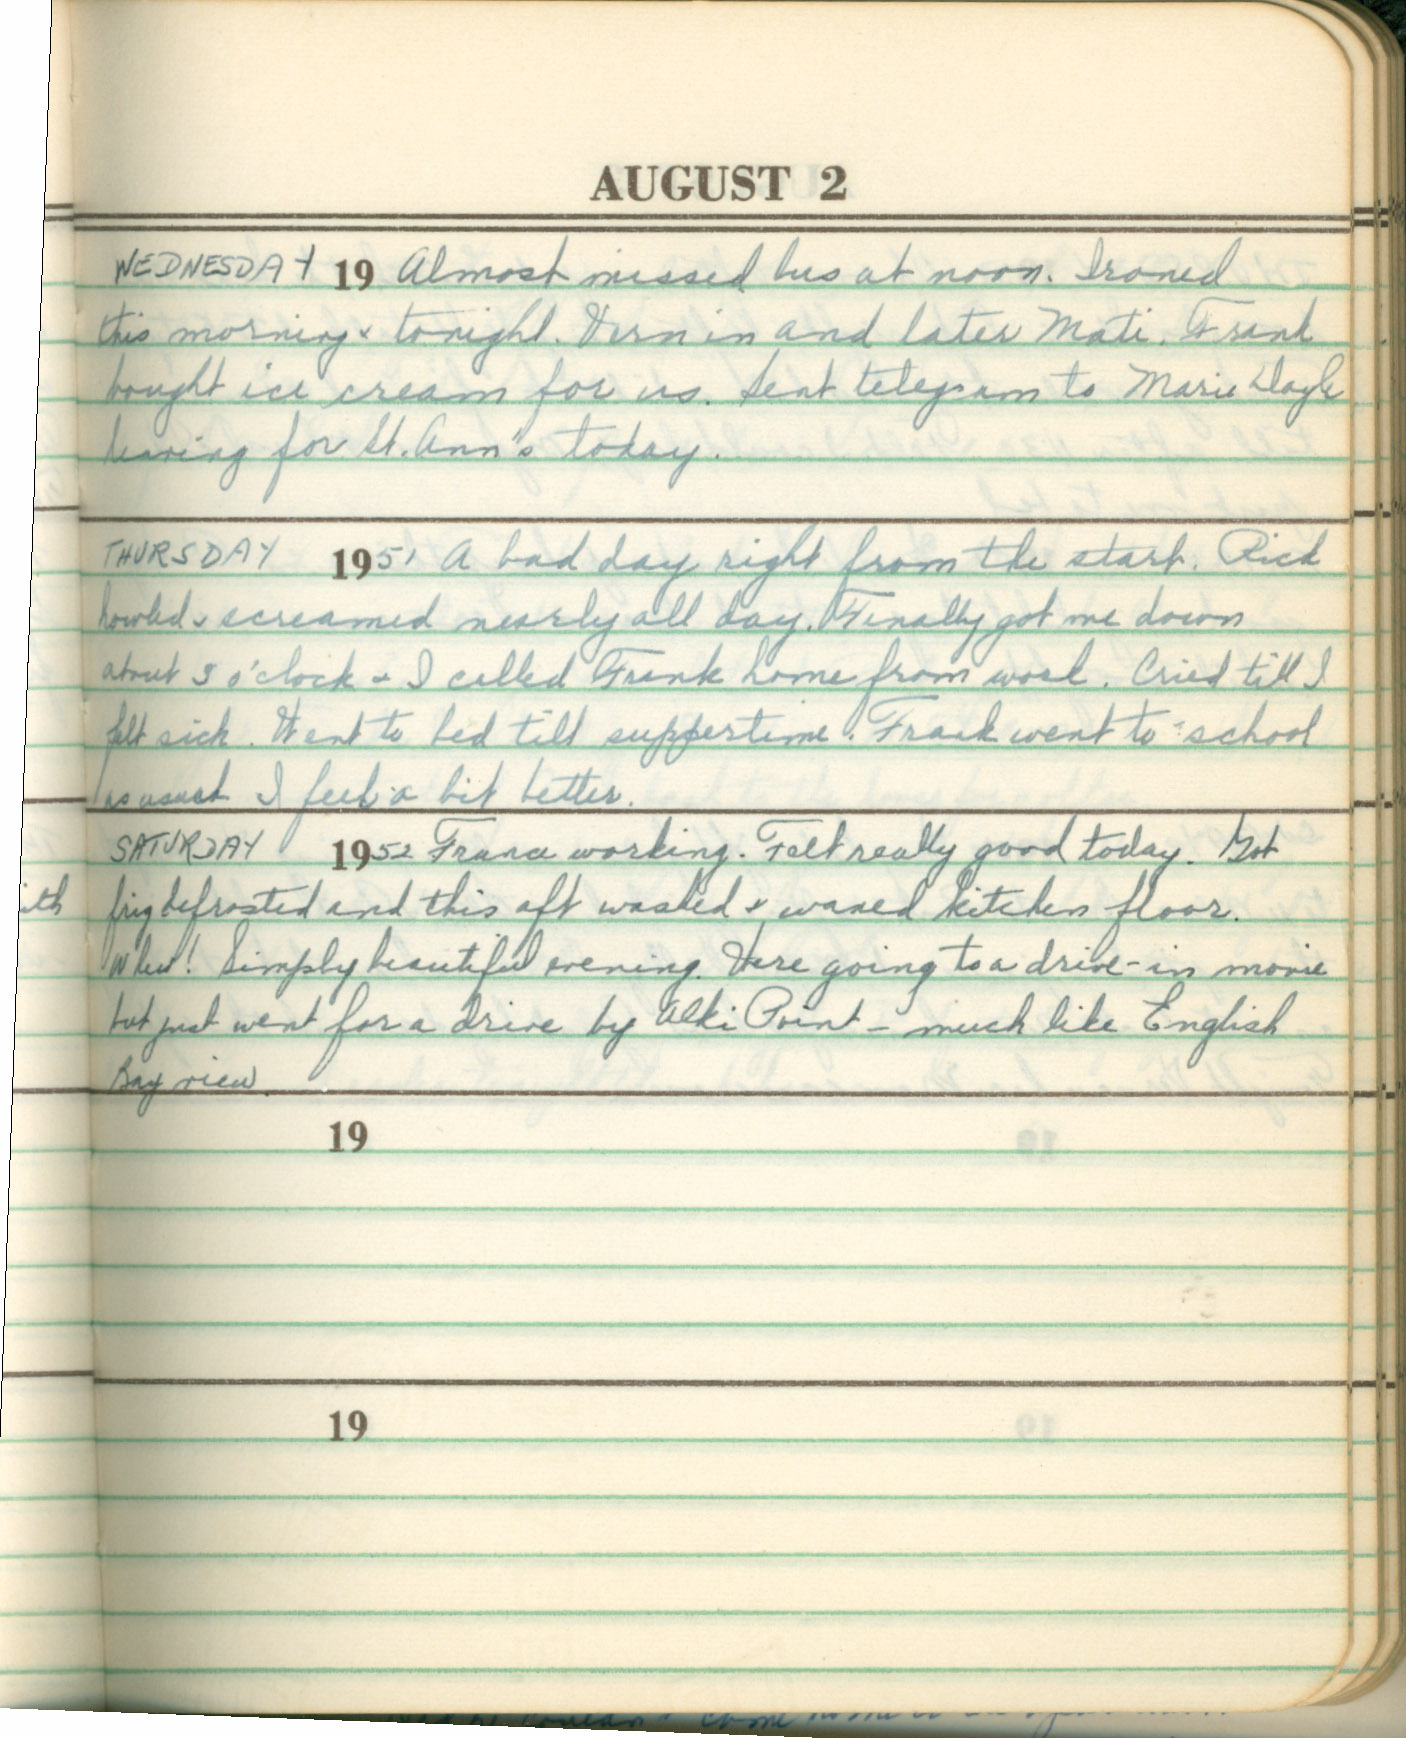 AUGUST 2
WEDNESDAY 19 Almost missed bus at noon. Ironed
this morning & tonight. Vern in and later Mati. Frank
bought ice cream for us. Sent telegram to Marie Doyle
leaving for St. Ann's today.
THURSDAY 1951 A bad day right from the start. Rick
howled & screamed nearly all day. Finally got me down
about 3 o'clock & I called Frank home from work. Cried till I
felt sick. Went to bed till suppertime. Frank went to school
as usual I feel a bit better.
SATURDAY 1952 France working. Felt really good today. Got
frig defrosted and this aft washed & waxed kitchen floor.
Whew! Simply beautiful evening. Were going to a drive-in movie
but just went for a drive by Alki Point - much like English
Bay view.
19
19
ith
come home